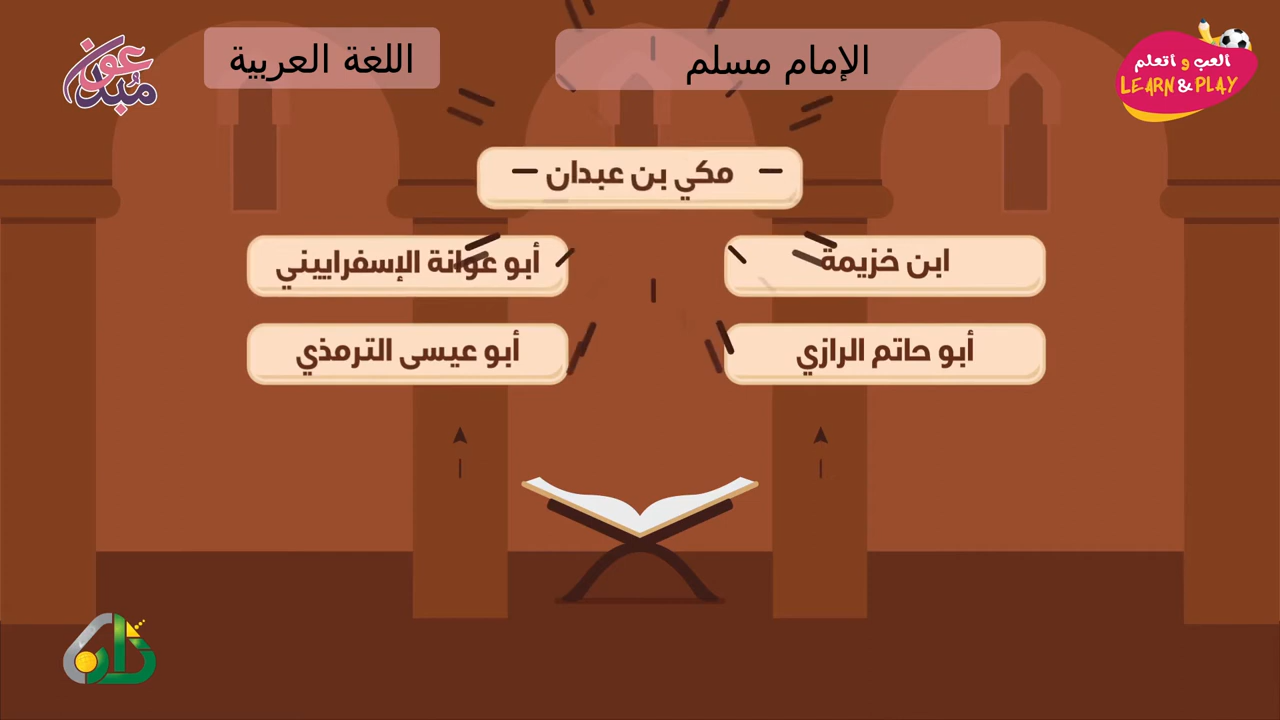 الإمام مسلم
اللغة العربية
العب و اتعلم
LEARN & PLAY
مبدعون
مكي بن عبدان
ابن خزيمة
أبو عوانة الإسفراييني
أبو حاتم الرازي
أبو عيسى الترمذي